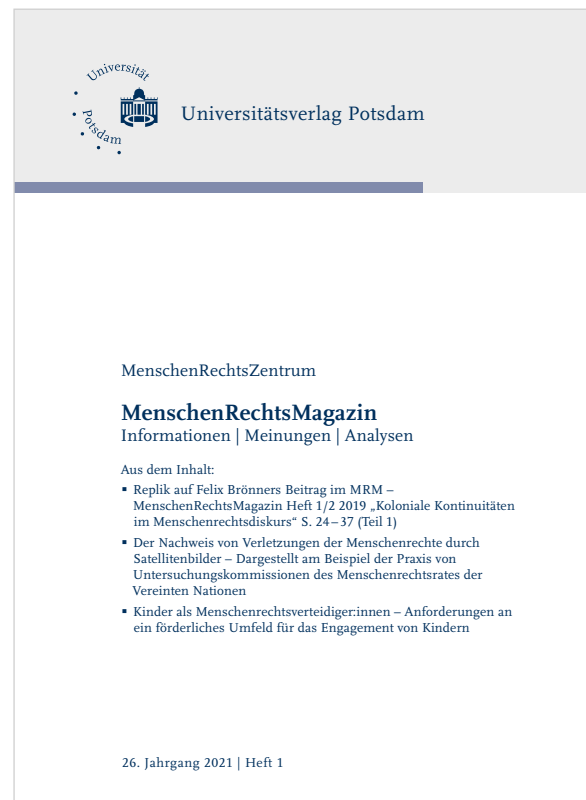 Universität
Potsdam
Universitätsverlag Potsdam
MenschenRechtsZentrum
MenschenRechtsMagazin
Informationen | Meinungen | Analysen
Aus dem Inhalt:
▪ Replik auf Felix Brönners Beitrag im MRM –
MenschenRechtsMagazin Heft 1/2 2019 „Koloniale Kontinuitäten
im Menschenrechtsdiskurs“ S. 24–37 (Teil 1)
▪ Der Nachweis von Verletzungen der Menschenrechte durch
Satellitenbilder – Dargestellt am Beispiel der Praxis von
Untersuchungskommissionen des Menschenrechtsrates der
Vereinten Nationen
▪ Kinder als Menschenrechtsverteidiger:innen – Anforderungen an
ein förderliches Umfeld für das Engagement von Kindern
26. Jahrgang 2021 | Heft 1